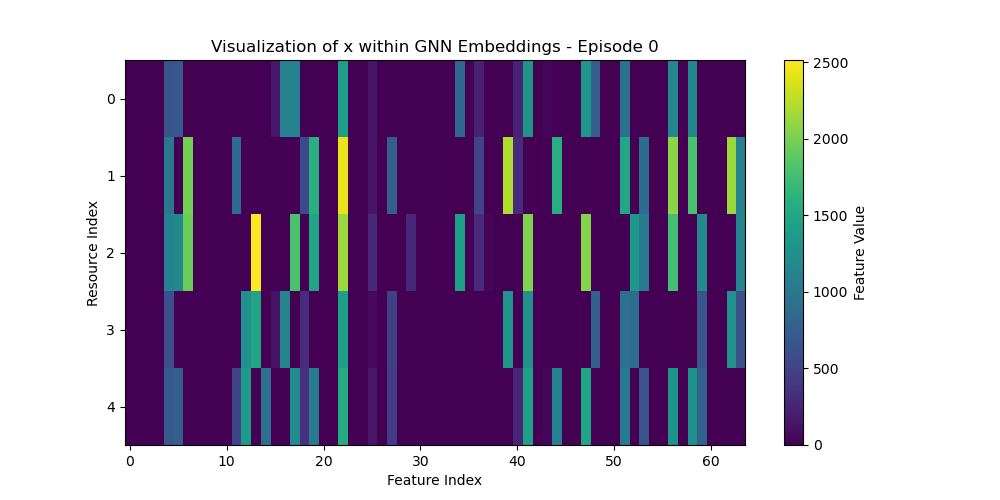 Visualization of x within GNN Embeddings - Episode 0
Resource Index
0
1
2
3
4
0 10 20 30 40 50 60
Feature Index
2500
2000
1500
1000
500
0
Feature Value